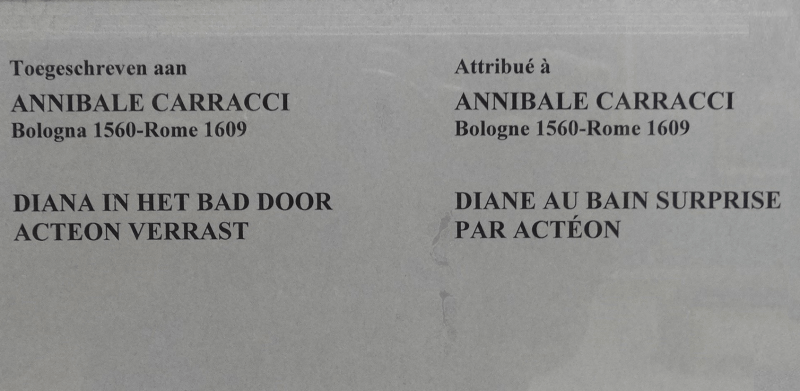 Toegeschreven aan
ANNIBALE CARRACCI
Bologna 1560-Rome 1609
DIANA IN HET BAD DOOR
ACTEON VERRAST
Attribué à
ANNIBALE CARRACCI
Bologne 1560-Rome 1609
DIANE AU BAIN SURPRISE
PAR ACTÉON